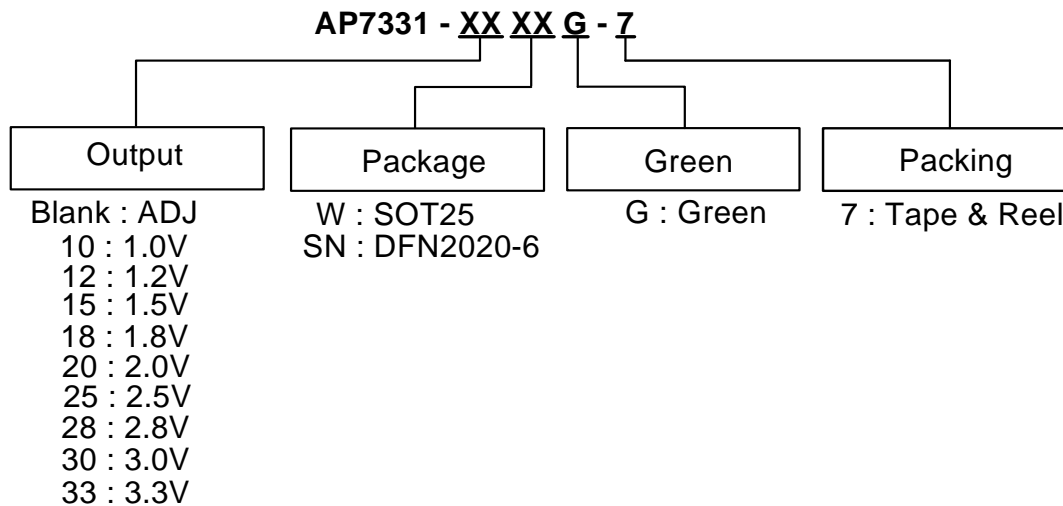 AP7331 - XX XX G - 7
Output
Package
Green
Packing
Blank : ADJ
10 : 1.0V
12 : 1.2V
15 : 1.5V
18 : 1.8V
20 : 2.0V
25 : 2.5V
28 : 2.8V
30 : 3.0V
33 : 3.3V
W : SOT25
SN : DFN2020-6
G : Green
7 : Tape & Reel